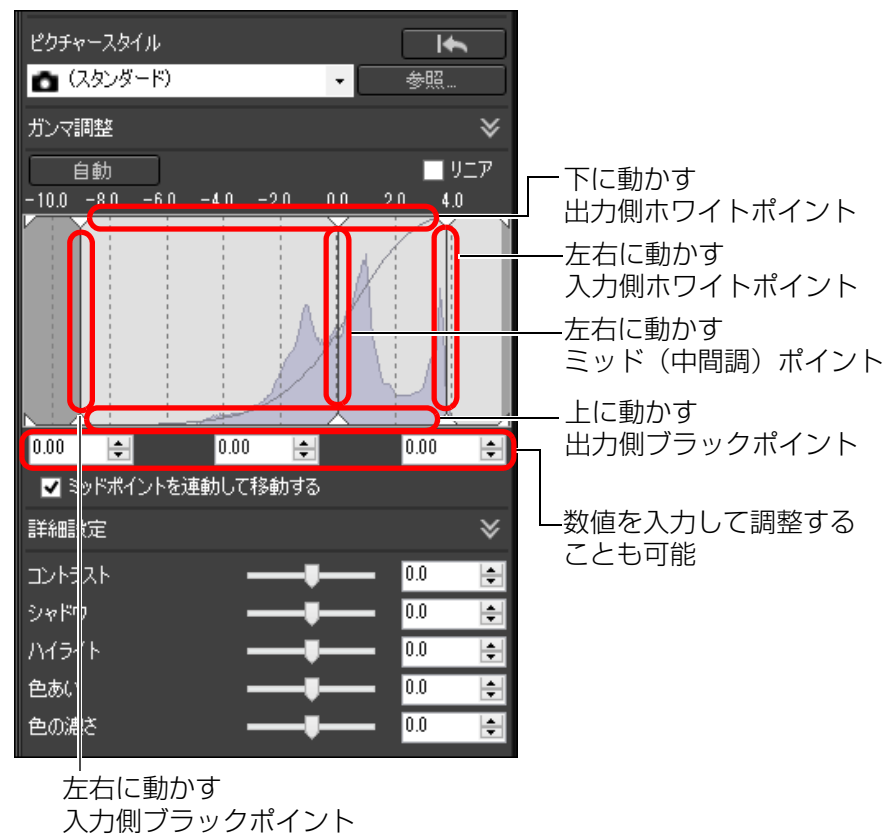 ピクチャースタイル
(スタンダード)
参照...
ガンマ調整
自動
リニア
-10.0 -8.0 -6.0 -4.0 -2.0 0.0 2.0 4.0
下に動かす
出力側ホワイトポイント
左右に動かす
入力側ホワイトポイント
左右に動かす
ミッド（中間調）ポイント
上に動かす
出力側ブラックポイント
0.00 0.00 0.00
ミッドポイントを連動して移動する
数値を入力して調整する
ことも可能
詳細設定
コントラスト 0.0
シャドウ 0.0
ハイライト 0.0
色あい 0.0
色の濃さ 0.0
左右に動かす
入力側ブラックポイント